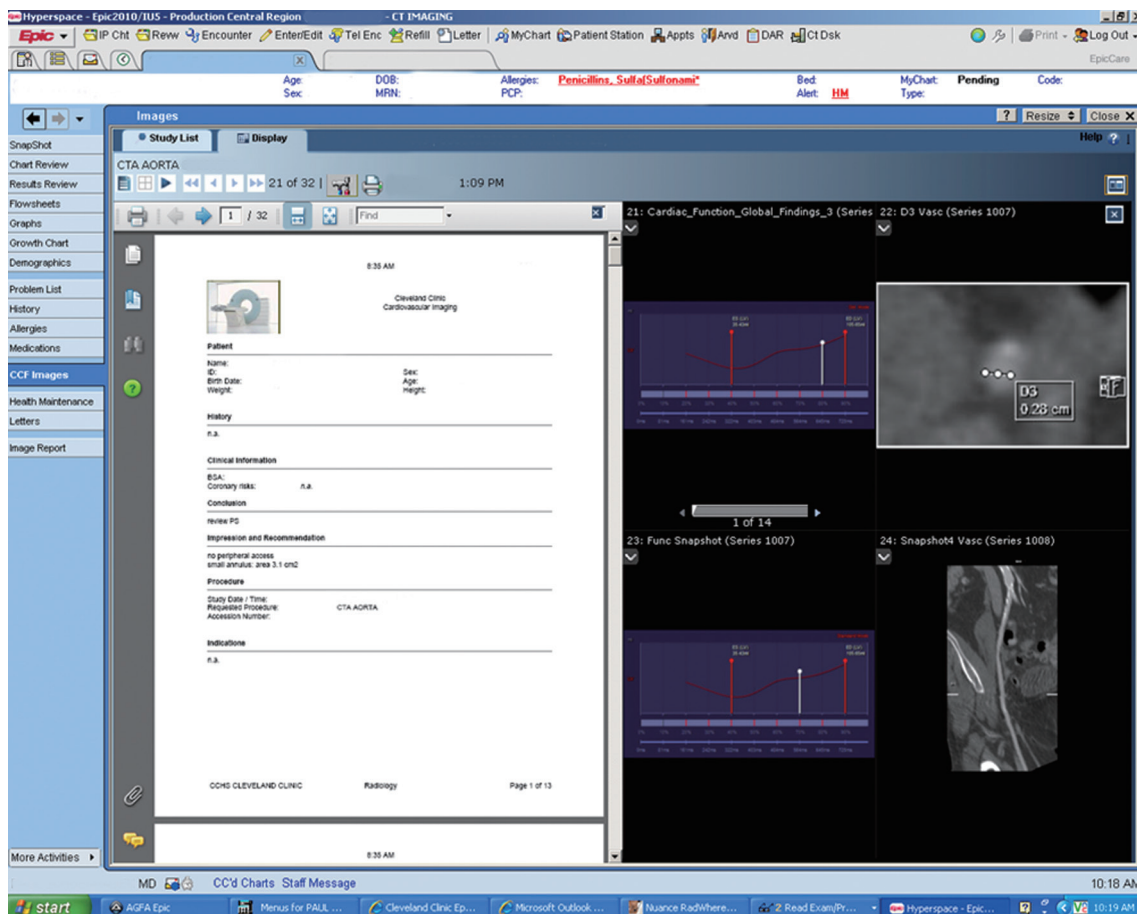 Hyperspace - Epic2010/IU5 - Production Central Region - CT IMAGING
Epic IP Cht Revw Encounter Enter/Edit Tel Enc Refill Letter MyChart Patient Station Appts Arvd DAR Ct Dsk Print Log Out
EpicCare
Age: DOB: Allergies: Penicillins, Sulfa[Sulfonami* Bed: MyChart: Pending Code:
Sex: MRN: PCP: Alert: HM Type:
Images ? Resize Close X
Study List Display Help ?
SnapShot
Chart Review
Results Review
Flowsheets
Graphs
Growth Chart
Demographics
Problem List
History
Allergies
Medications
CCF Images
Health Maintenance
Letters
Image Report
More Activities
CTA AORTA
21 of 32 1:09 PM
1 / 32 Find
8:35 AM
Cleveland Clinic
Cardiovascular Imaging
Patient
Name:
ID: Sex:
Birth Date: Age:
Weight: Height:
History
n.a.
Clinical Information
BSA:
Coronary risks: n.a.
Conclusion
review PS
Impression and Recommendation
no peripheral access
small annulus: area 3.1 cm2
Procedure
Study Date / Time:
Requested Procedure: CTA AORTA
Accession Number:
Indications
n.a.
CCHS CLEVELAND CLINIC Radiology Page 1 of 13
8:35 AM
21: Cardiac_Function_Global_Findings_3 (Series
22: D3 Vasc (Series 1007)
D3
0.28 cm
1 of 14
23: Func Snapshot (Series 1007)
24: Snapshot4 Vasc (Series 1008)
MD CC'd Charts Staff Message 10:18 AM
start AGFA Epic Menus for PAUL ... Cleveland Clinic Ep... Microsoft Outlook ... Nuance RadWhere... 2 Read Exam/Pr... Hyperspace - Epic... 10:19 AM